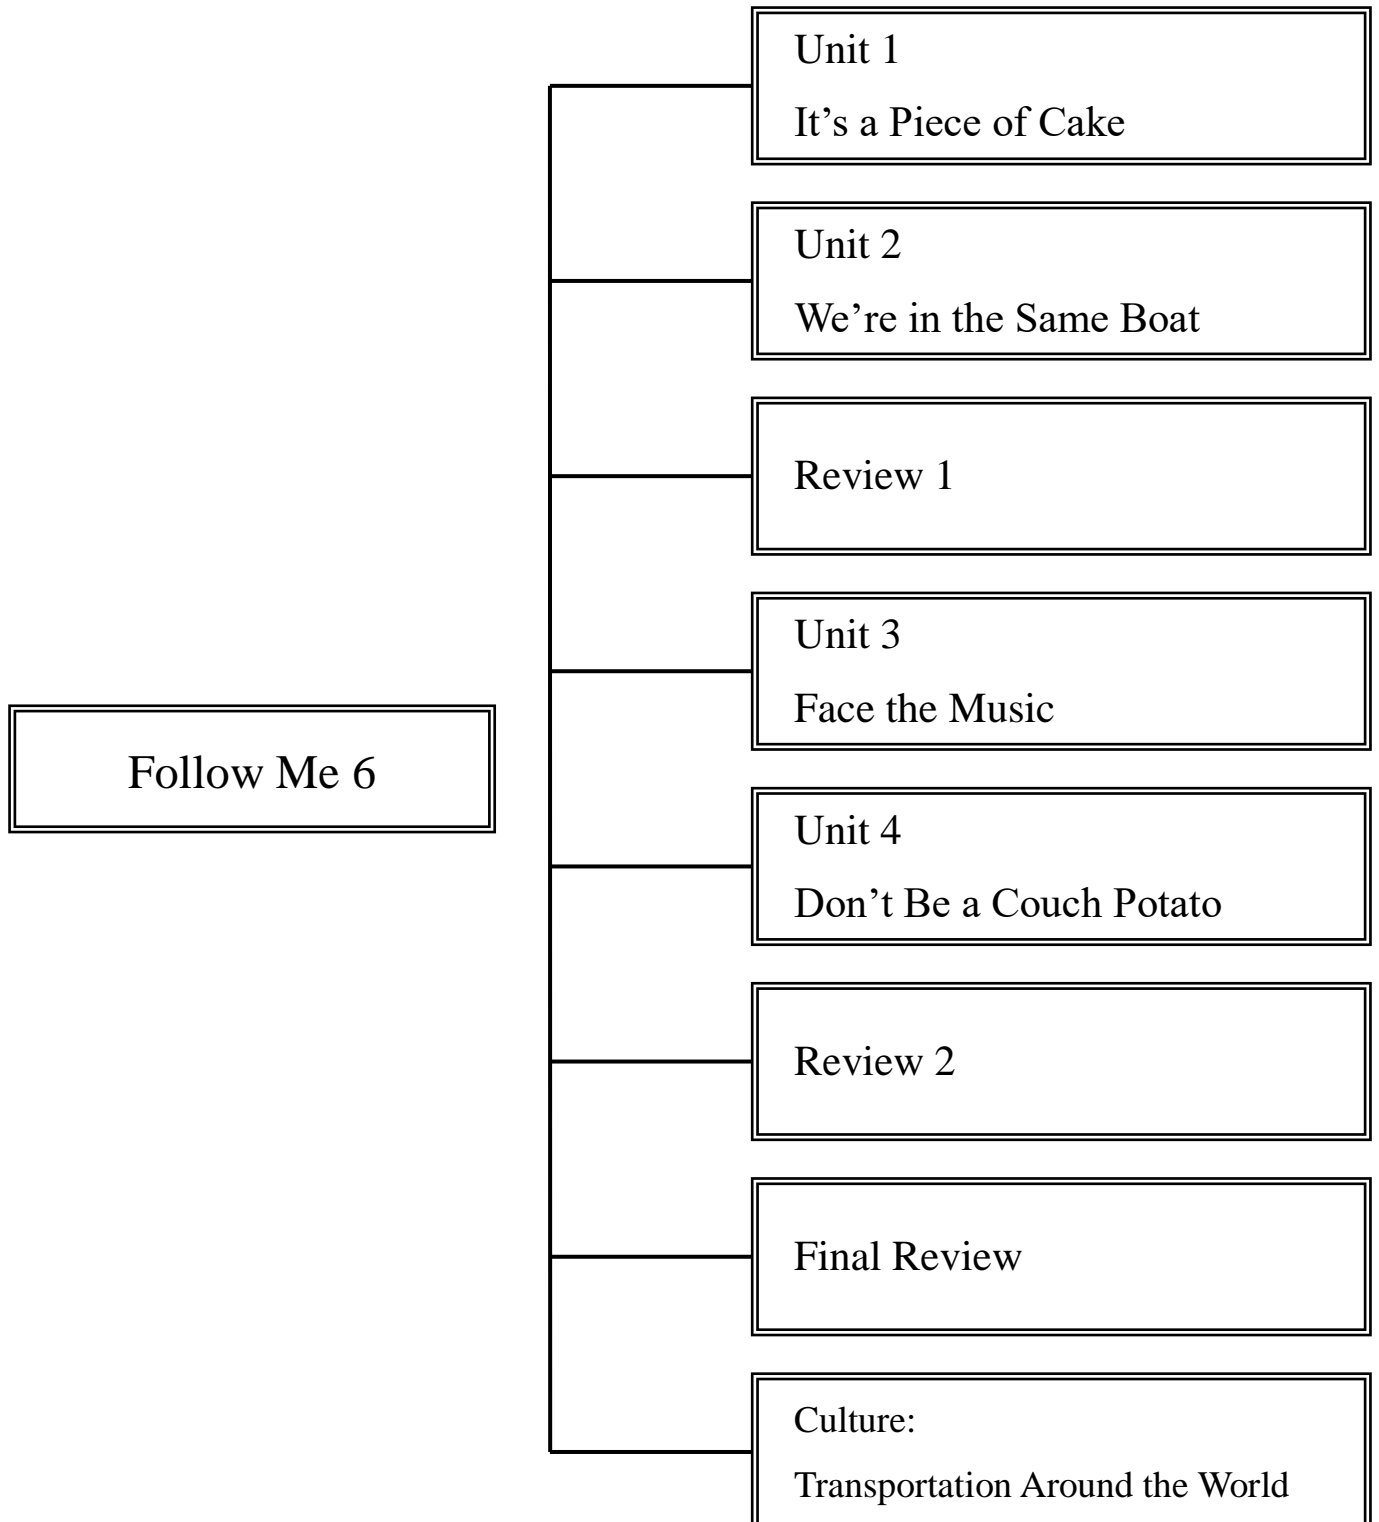 Unit 1
It's a Piece of Cake
Unit 2
We're in the Same Boat
Review 1
Unit 3
Face the Music
Follow Me 6
Unit 4
Don't Be a Couch Potato
Review 2
Final Review
Culture:
Transportation Around the World